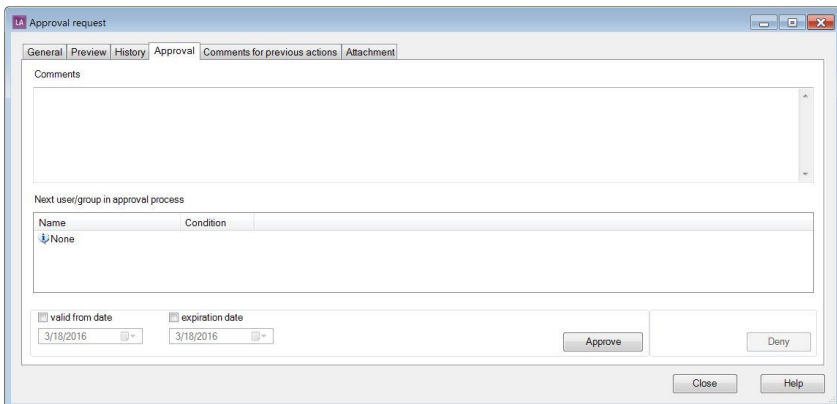 LA Approval request
General Preview History Approval Comments for previous actions Attachment
Comments
Next user/group in approval process
Name Condition
None
valid from date expiration date
3/18/2016 3/18/2016 Approve Deny
Close Help